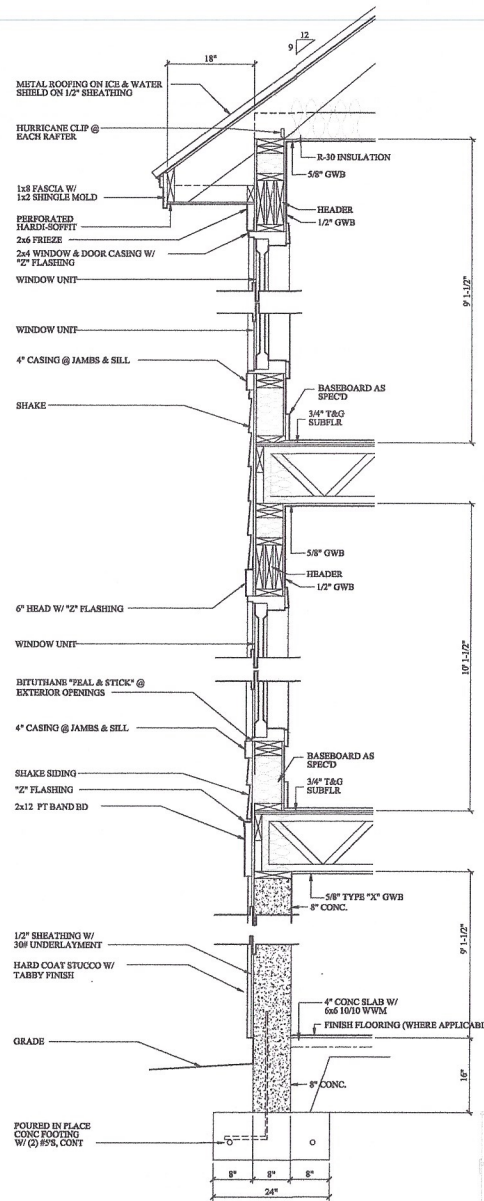 12
9
18"
METAL ROOFING ON ICE & WATER
SHIELD ON 1/2" SHEATHING
HURRICANE CLIP @
EACH RAFTER
R-30 INSULATION
5/8" GWB
1x8 FASCIA W/
1x2 SHINGLE MOLD
HEADER
1/2" GWB
PERFORATED
HARDI-SOFFIT
2x6 FRIEZE
2x4 WINDOW & DOOR CASING W/
"Z" FLASHING
WINDOW UNIT
9' 1-1/2"
WINDOW UNIT
4" CASING @ JAMBS & SILL
BASEBOARD AS
SPEC'D
SHAKE
3/4" T&G
SUBFLR
5/8" GWB
HEADER
1/2" GWB
6" HEAD W/ "Z" FLASHING
WINDOW UNIT
10' 1-1/2"
BITUTHANE "PEAL & STICK" @
EXTERIOR OPENINGS
4" CASING @ JAMBS & SILL
BASEBOARD AS
SPEC'D
SHAKE SIDING
3/4" T&G
SUBFLR
"Z" FLASHING
2x12 PT BAND BD
5/8" TYPE "X" GWB
8" CONC.
9' 1-1/2"
1/2" SHEATHING W/
30# UNDERLAYMENT
HARD COAT STUCCO W/
TABBY FINISH
4" CONC SLAB W/
6x6 10/10 WWM
FINISH FLOORING (WHERE APPLICABL
GRADE
16"
8" CONC.
POURED IN PLACE
CONC FOOTING
W/ (2) #5'S, CONT
8"
8"
8"
24"